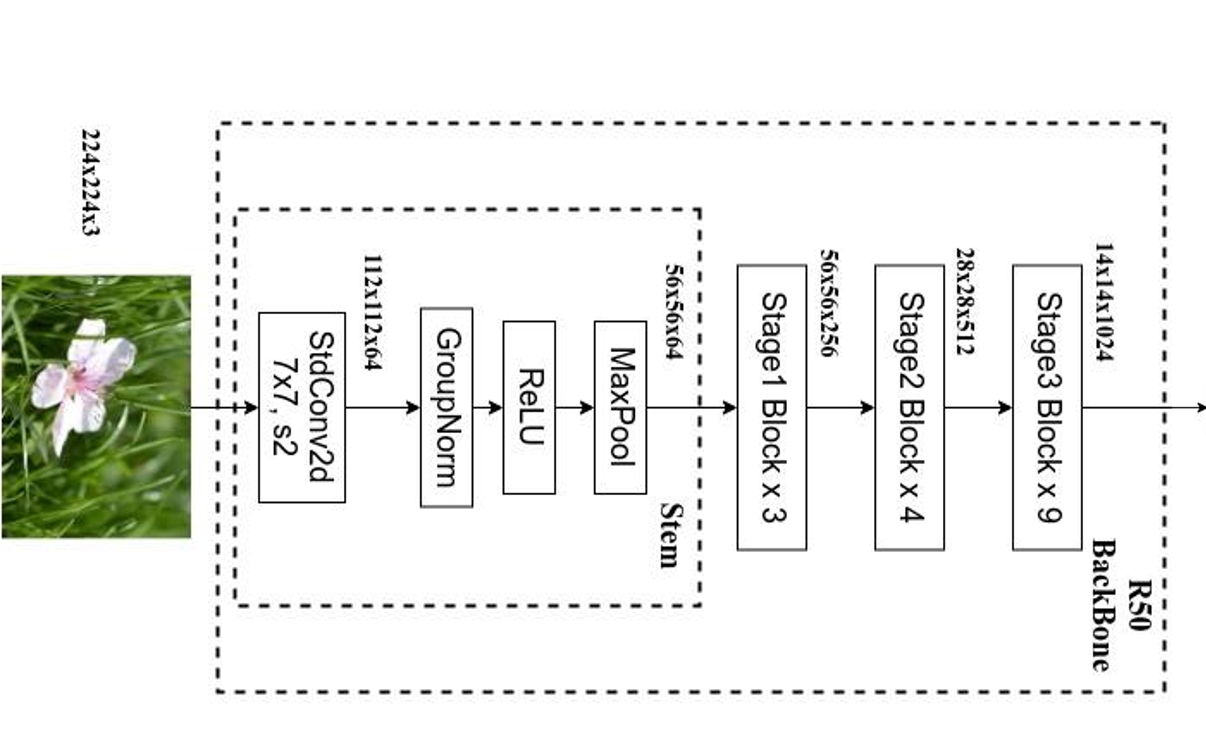 224x224x3
StdConv2d
7x7, s2
112x112x64
GroupNorm
ReLU
MaxPool
56x56x64
Stem
Stage1 Block x 3
56x56x256
Stage2 Block x 4
28x28x512
Stage3 Block x 9
14x14x1024
R50
BackBone